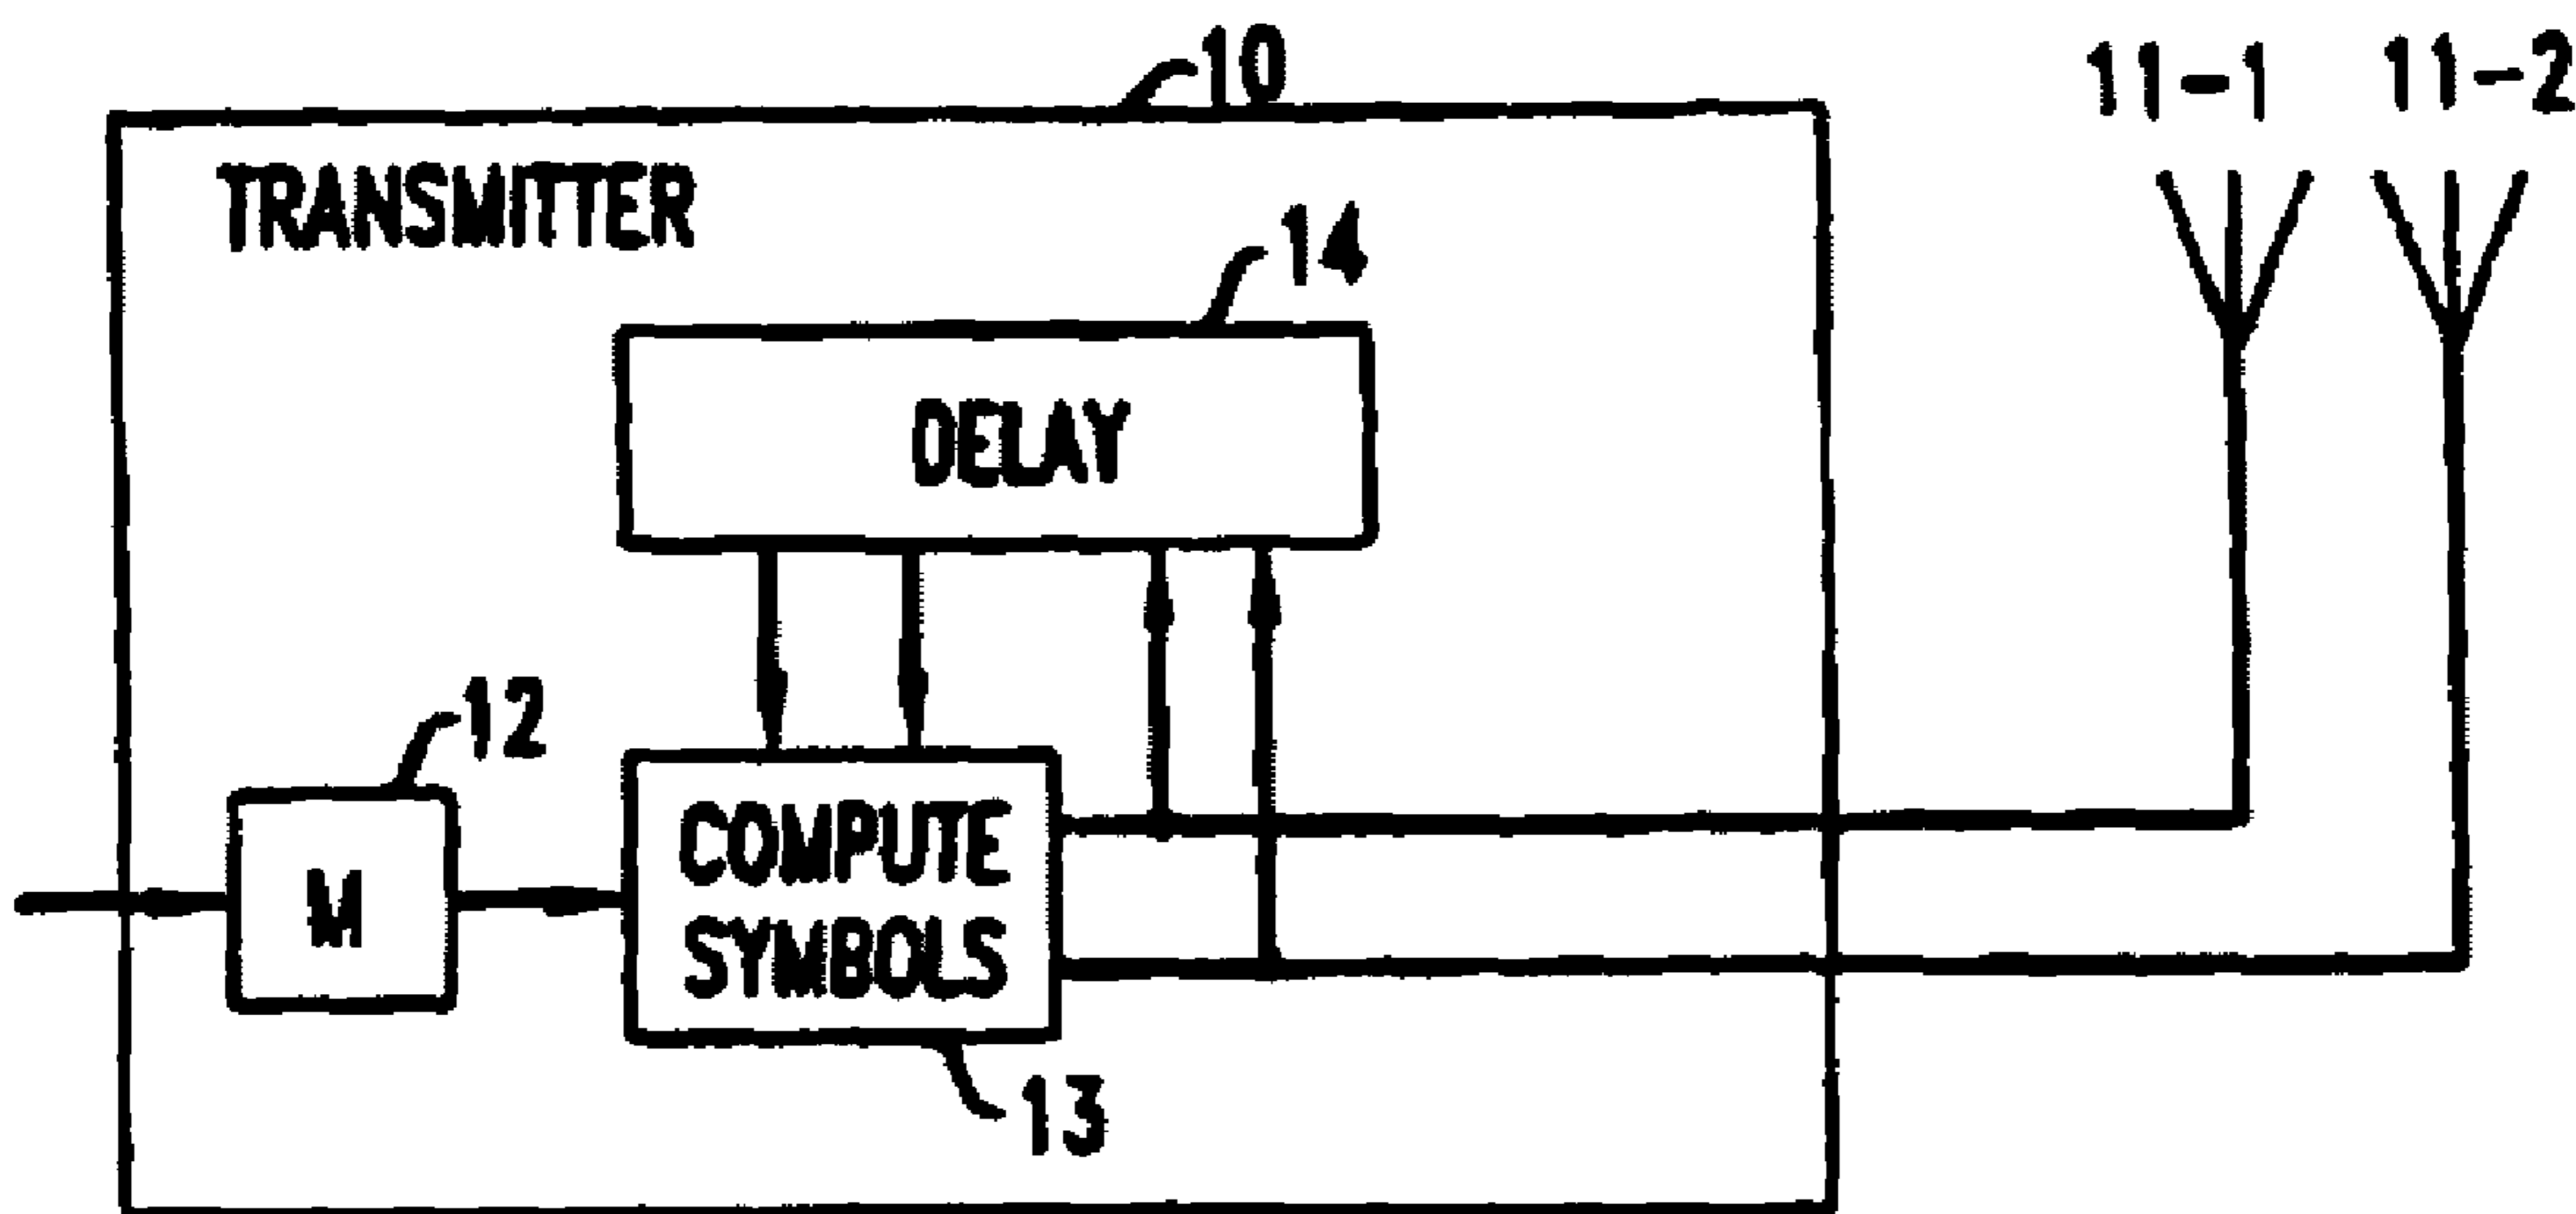 10
11-1 11-2
TRANSMITTER
14
DELAY
12
M
COMPUTE
SYMBOLS
13